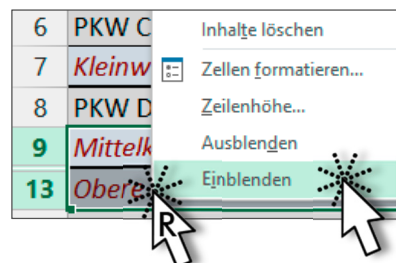 6 PKW C
7 Kleinw
8 PKW D
9 Mittelk
13 Obere
Inhalte löschen
Zellen formatieren...
Zeilenhöhe...
Ausblenden
Einblenden
R